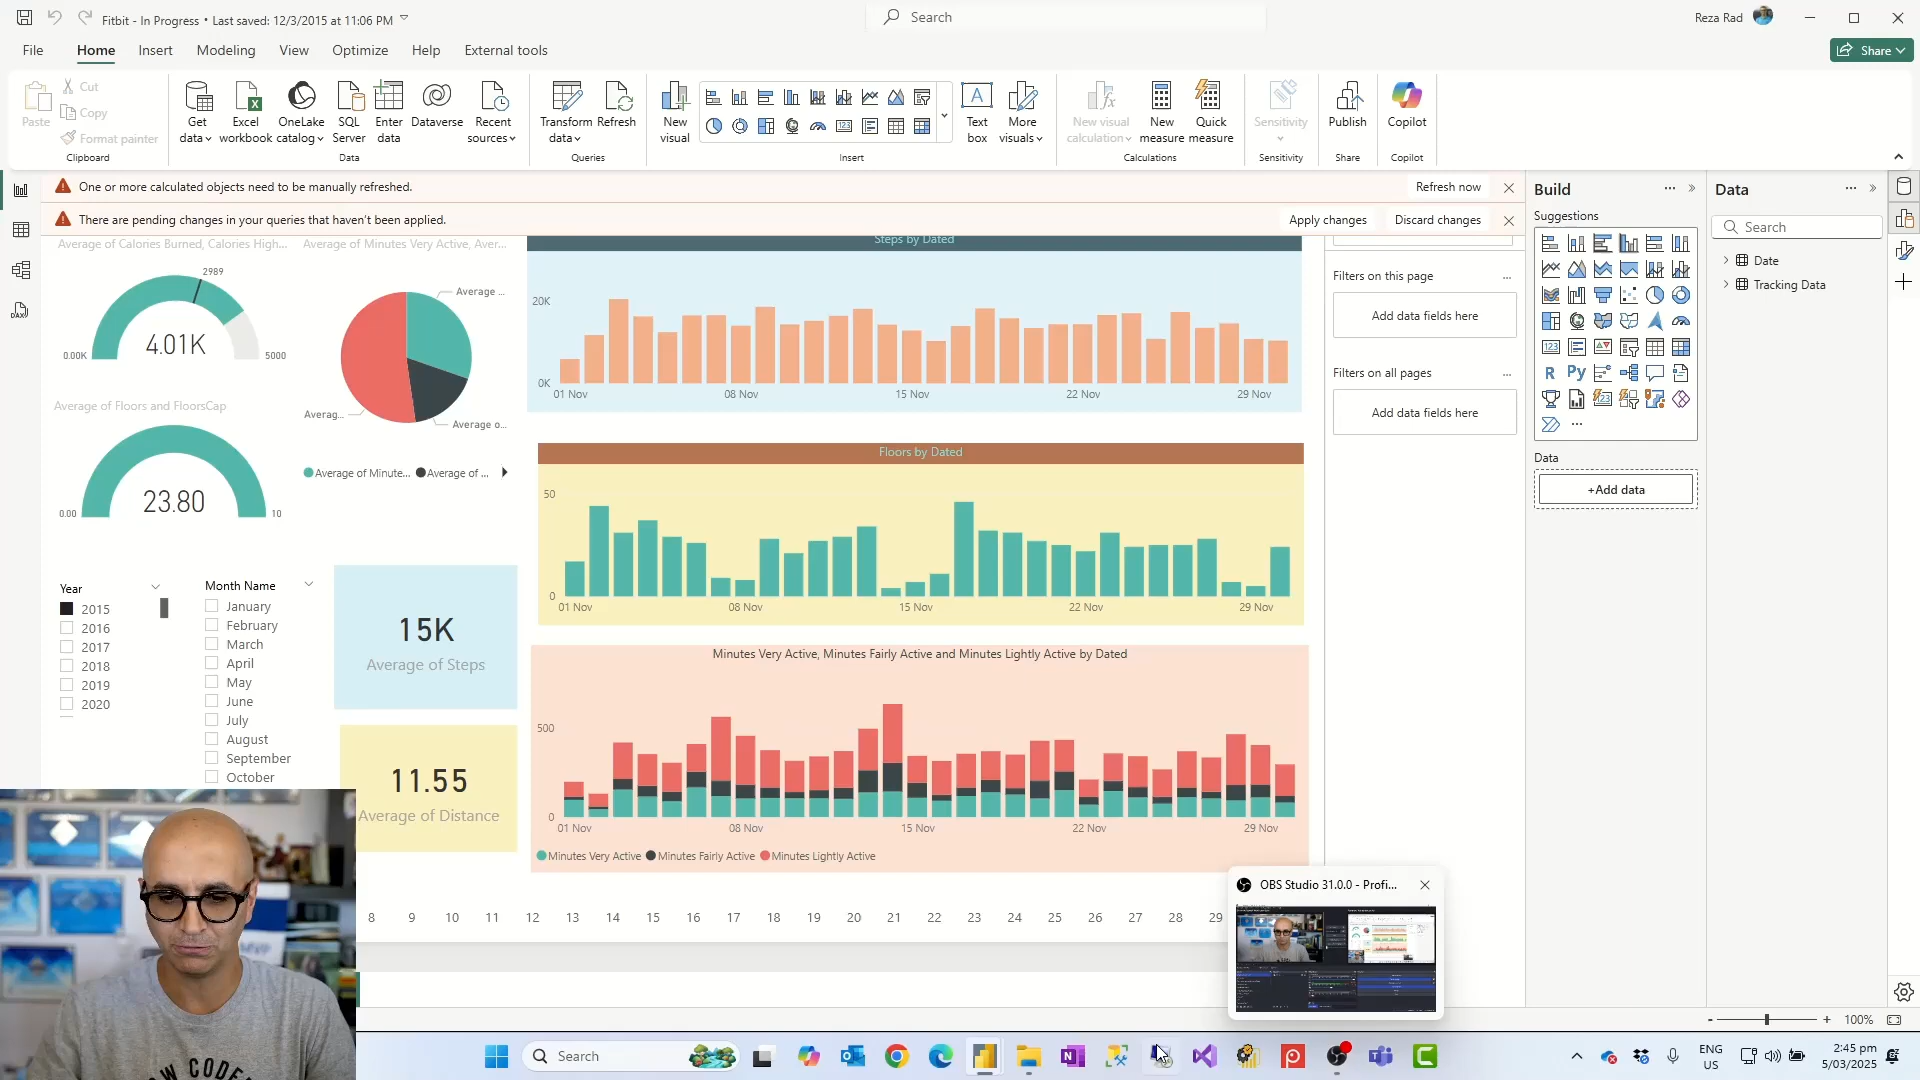 Fitbit - In Progress • Last saved: 12/3/2015 at 11:06 PM
Search
Reza Rad
File Home Insert Modeling View Optimize Help External tools
Share
Paste
Cut
Copy
Format painter
Clipboard
Get data
Excel workbook
OneLake catalog
SQL Server
Enter data
Dataverse
Recent sources
Data
Transform data
Refresh
Queries
New visual
Text box
More visuals
Insert
New visual calculation
New measure
Quick measure
Calculations
Sensitivity
Sensitivity
Publish
Share
Copilot
Copilot
One or more calculated objects need to be manually refreshed.
Refresh now
There are pending changes in your queries that haven't been applied.
Apply changes
Discard changes
Average of Calories Burned, Calories High...
2989
4.01K
0.00K
5000
Average of Minutes Very Active, Aver...
Average ...
Averag...
Average o...
Average of Minute... Average of ...
Average of Floors and FloorsCap
23.80
0.00
10
Steps by Dated
20K
0K
01 Nov 08 Nov 15 Nov 22 Nov 29 Nov
Floors by Dated
50
0
01 Nov 08 Nov 15 Nov 22 Nov 29 Nov
Year
2015
2016
2017
2018
2019
2020
Month Name
January
February
March
April
May
June
July
August
September
October
15K
Average of Steps
11.55
Average of Distance
Minutes Very Active, Minutes Fairly Active and Minutes Lightly Active by Dated
500
0
01 Nov 08 Nov 15 Nov 22 Nov 29 Nov
Minutes Very Active Minutes Fairly Active Minutes Lightly Active
8 9 10 11 12 13 14 15 16 17 18 19 20 21 22 23 24 25 26 27 28 29
Filters on this page
...
Add data fields here
Filters on all pages
...
Add data fields here
Build
Suggestions
123
R Py
Data
+Add data
Data
Search
Date
Tracking Data
OBS Studio 31.0.0 - Profi...
- + 100%
Search
ENG
US
2:45 pm
5/03/2025